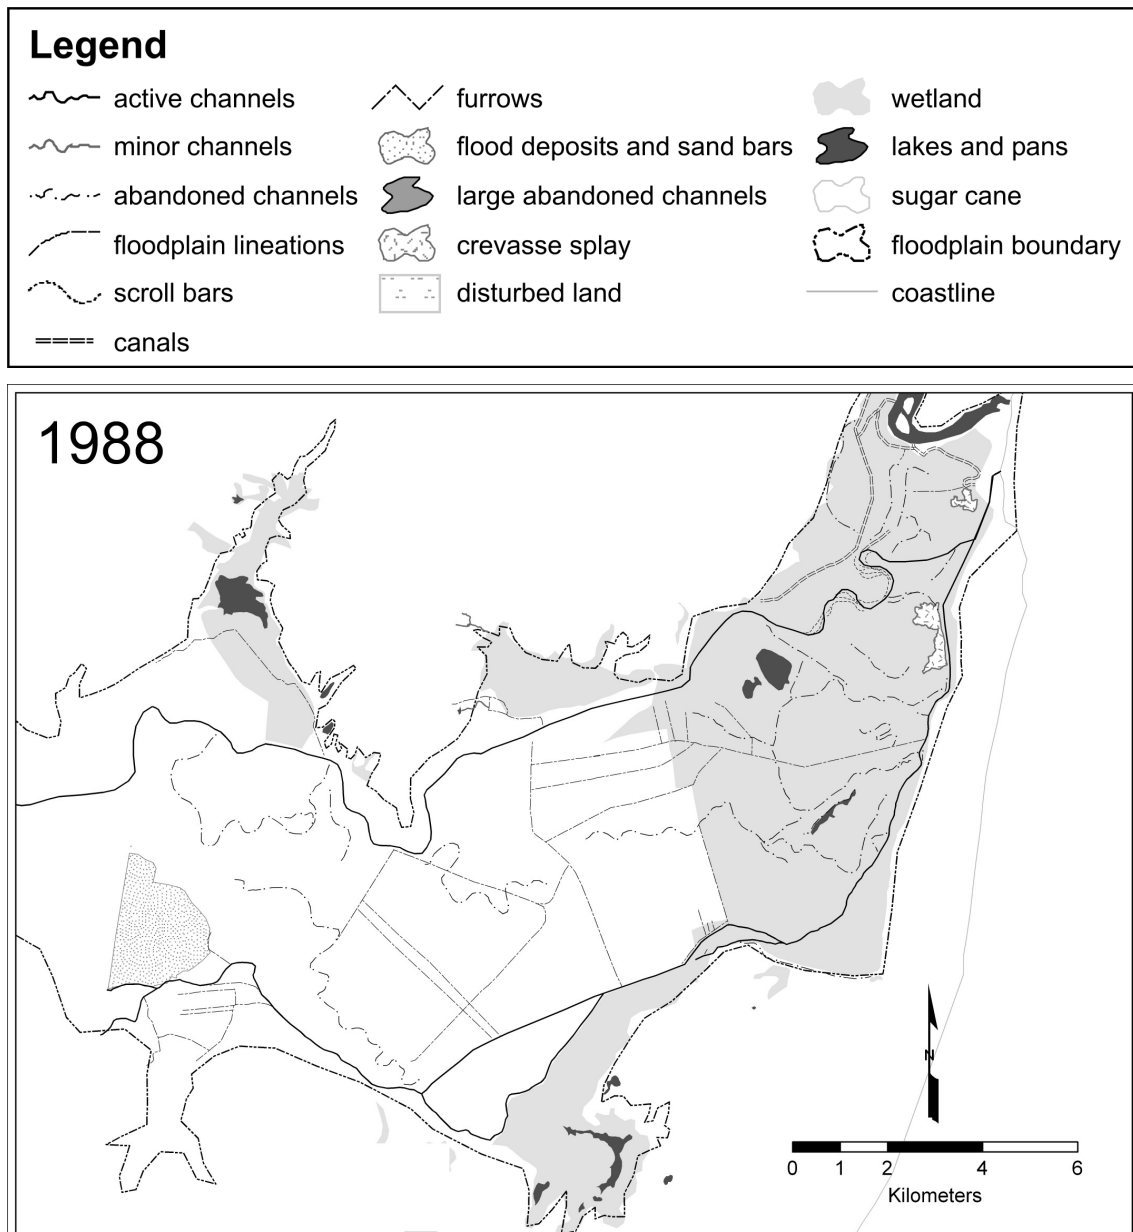 Legend
active channels
furrows
wetland
minor channels
flood deposits and sand bars
lakes and pans
abandoned channels
large abandoned channels
sugar cane
floodplain lineations
crevasse splay
floodplain boundary
scroll bars
disturbed land
coastline
canals
1988
N
0 1 2 4 6
Kilometers